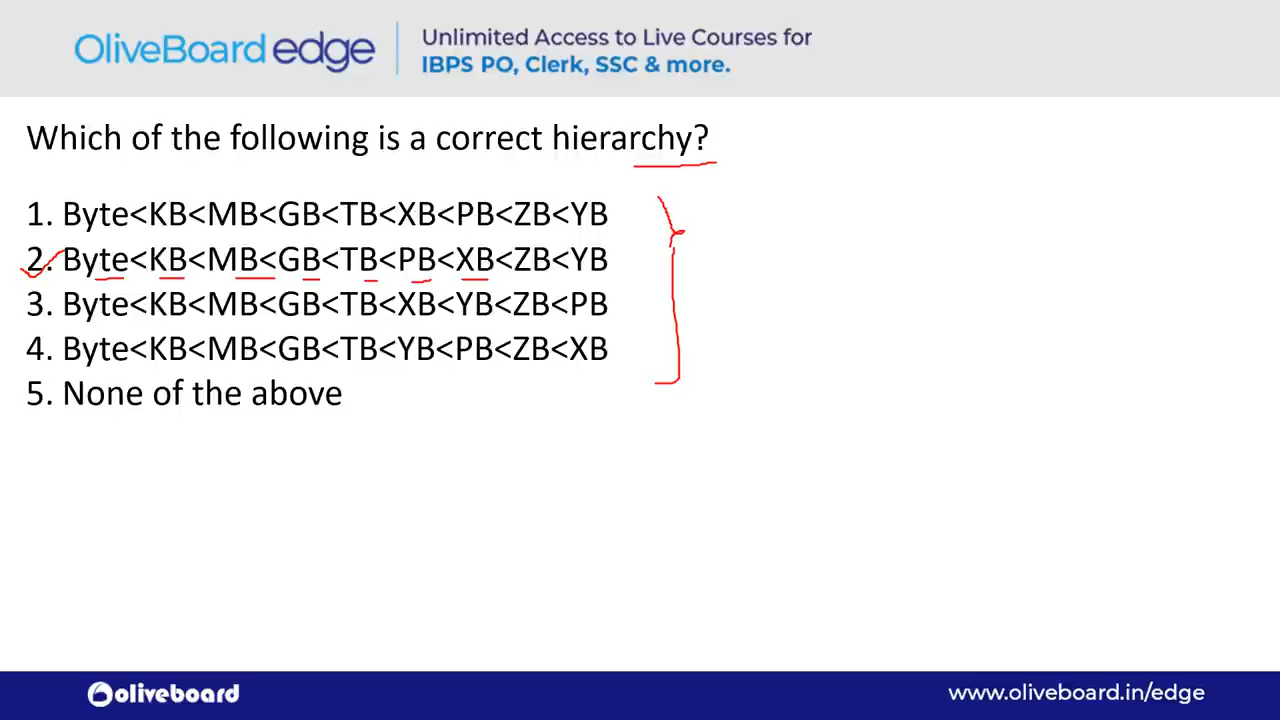 OliveBoard edge
Unlimited Access to Live Courses for
IBPS PO, Clerk, SSC & more.
Which of the following is a correct hierarchy?
1. Byte<KB<MB<GB<TB<XB<PB<ZB<YB
2. Byte<KB<MB<GB<TB<PB<XB<ZB<YB
3. Byte<KB<MB<GB<TB<XB<YB<ZB<PB
4. Byte<KB<MB<GB<TB<YB<PB<ZB<XB
5. None of the above
oliveboard
www.oliveboard.in/edge